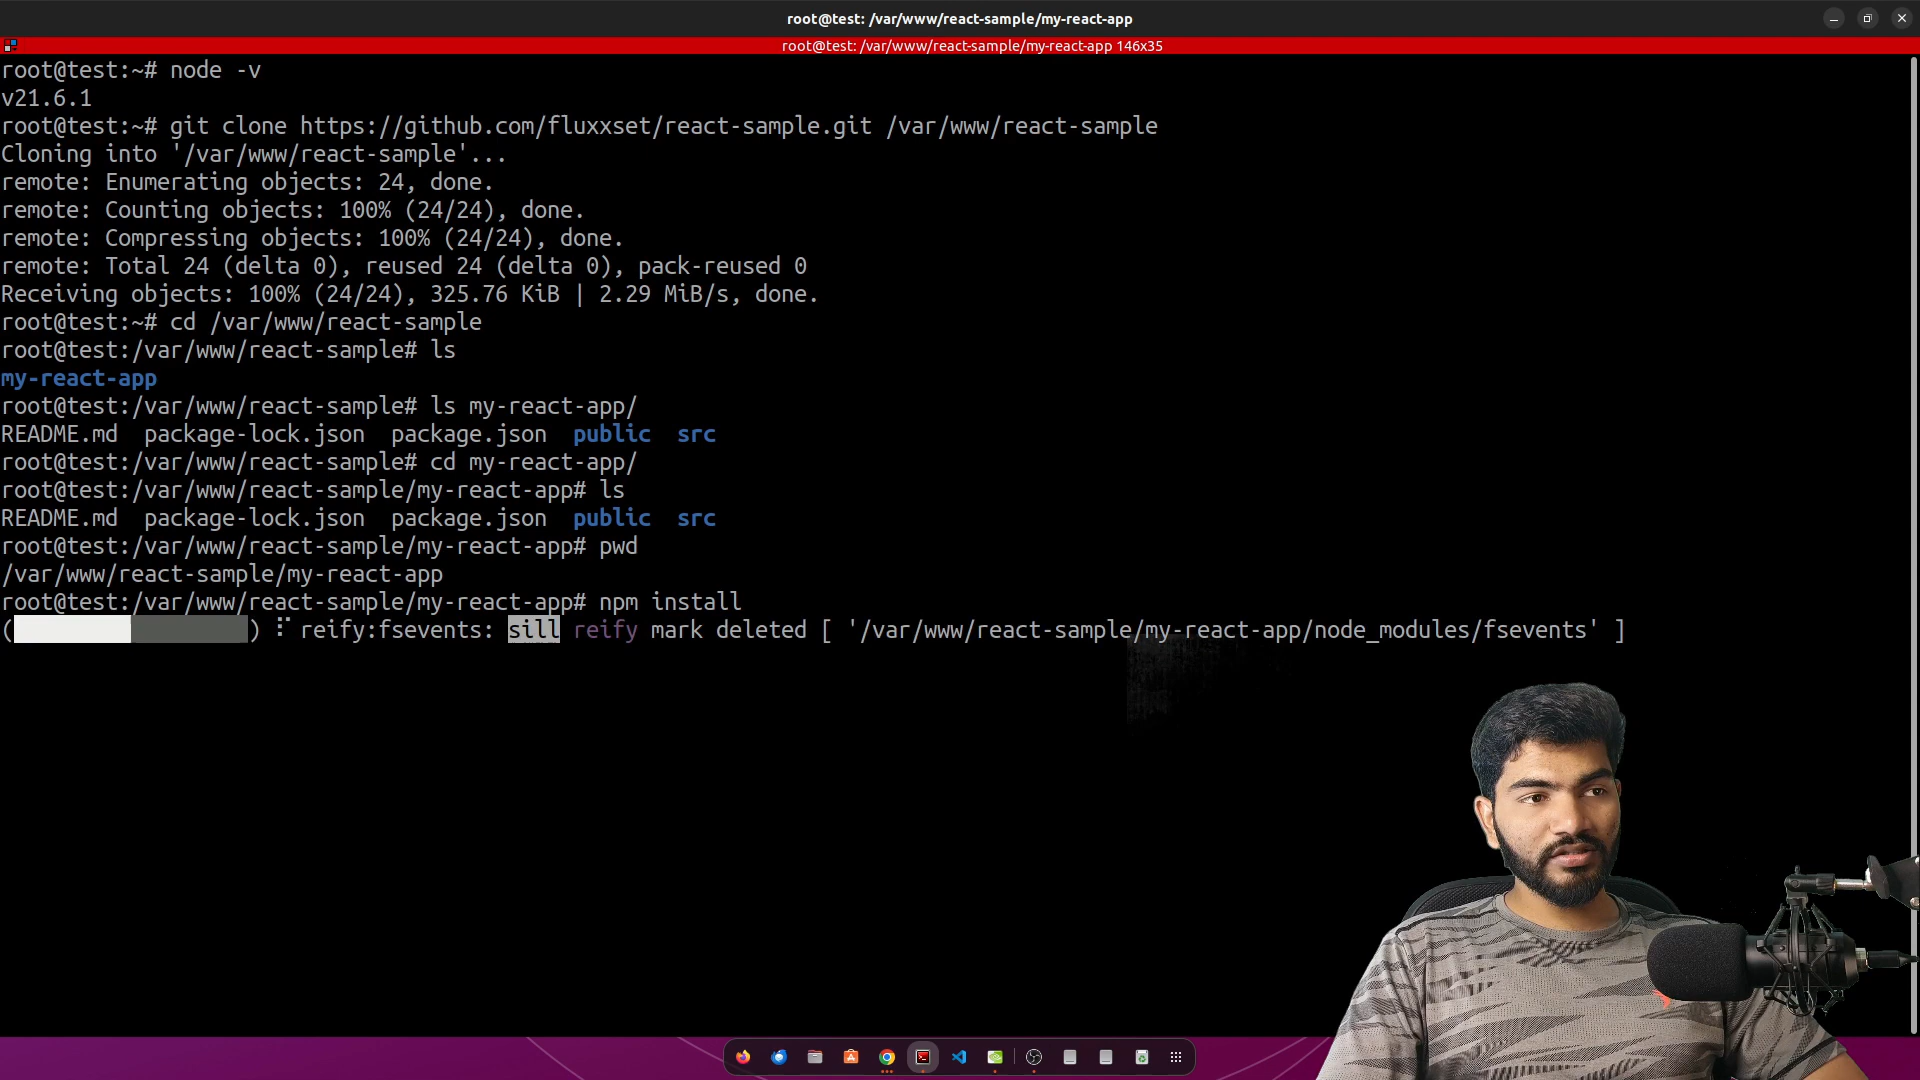 root@test: /var/www/react-sample/my-react-app
root@test: /var/www/react-sample/my-react-app 146x35
root@test:~# node -v
v21.6.1
root@test:~# git clone https://github.com/fluxxset/react-sample.git /var/www/react-sample
Cloning into '/var/www/react-sample'...
remote: Enumerating objects: 24, done.
remote: Counting objects: 100% (24/24), done.
remote: Compressing objects: 100% (24/24), done.
remote: Total 24 (delta 0), reused 24 (delta 0), pack-reused 0
Receiving objects: 100% (24/24), 325.76 KiB | 2.29 MiB/s, done.
root@test:~# cd /var/www/react-sample
root@test:/var/www/react-sample# ls
my-react-app
root@test:/var/www/react-sample# ls my-react-app/
README.md  package-lock.json  package.json  public  src
root@test:/var/www/react-sample# cd my-react-app/
root@test:/var/www/react-sample/my-react-app# ls
README.md  package-lock.json  package.json  public  src
root@test:/var/www/react-sample/my-react-app# pwd
/var/www/react-sample/my-react-app
root@test:/var/www/react-sample/my-react-app# npm install
(                  ) ⠏ reify:fsevents: sill reify mark deleted [ '/var/www/react-sample/my-react-app/node_modules/fsevents' ]